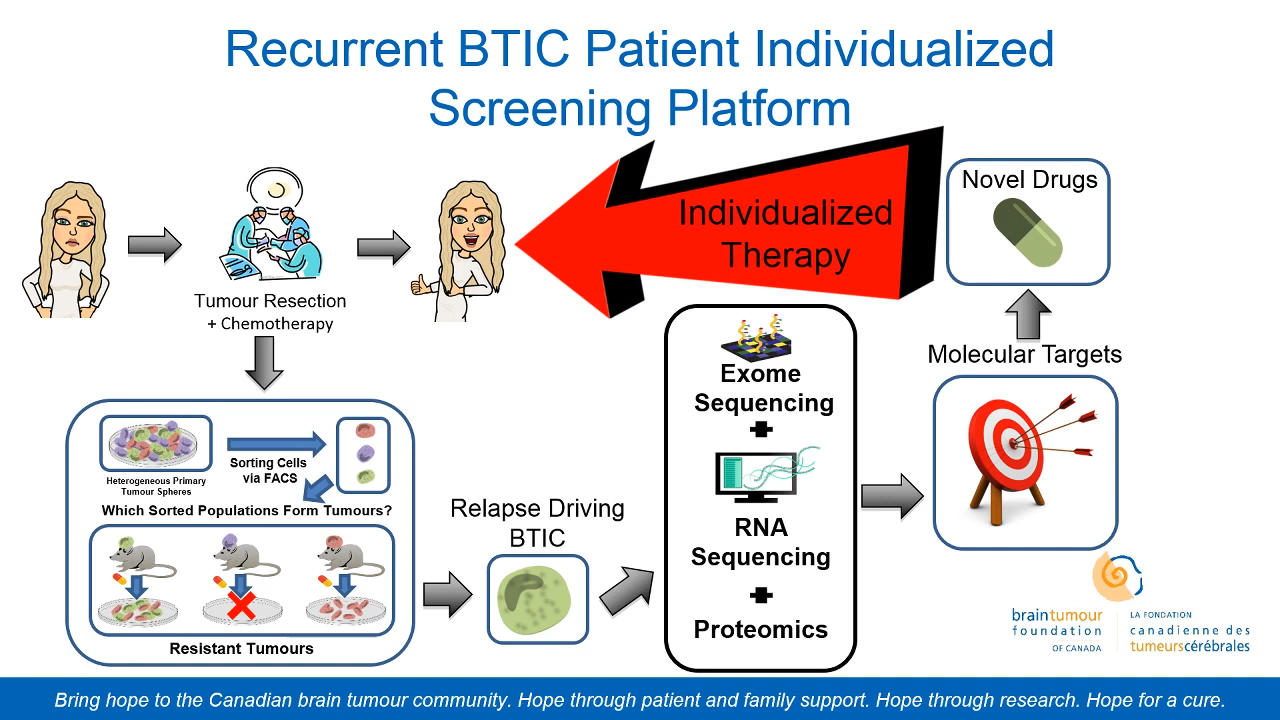 Recurrent BTIC Patient Individualized
Screening Platform
Individualized
Therapy
Novel Drugs
Tumour Resection
+ Chemotherapy
Molecular Targets
Exome
Sequencing
RNA
Sequencing
Proteomics
Heterogeneous Primary
Tumour Spheres
Sorting Cells
via FACS
Which Sorted Populations Form Tumours?
Resistant Tumours
Relapse Driving
BTIC
braintumour
foundation
OF CANADA
LA FONDATION
canadienne des
tumeurscérébrales
Bring hope to the Canadian brain tumour community. Hope through patient and family support. Hope through research. Hope for a cure.